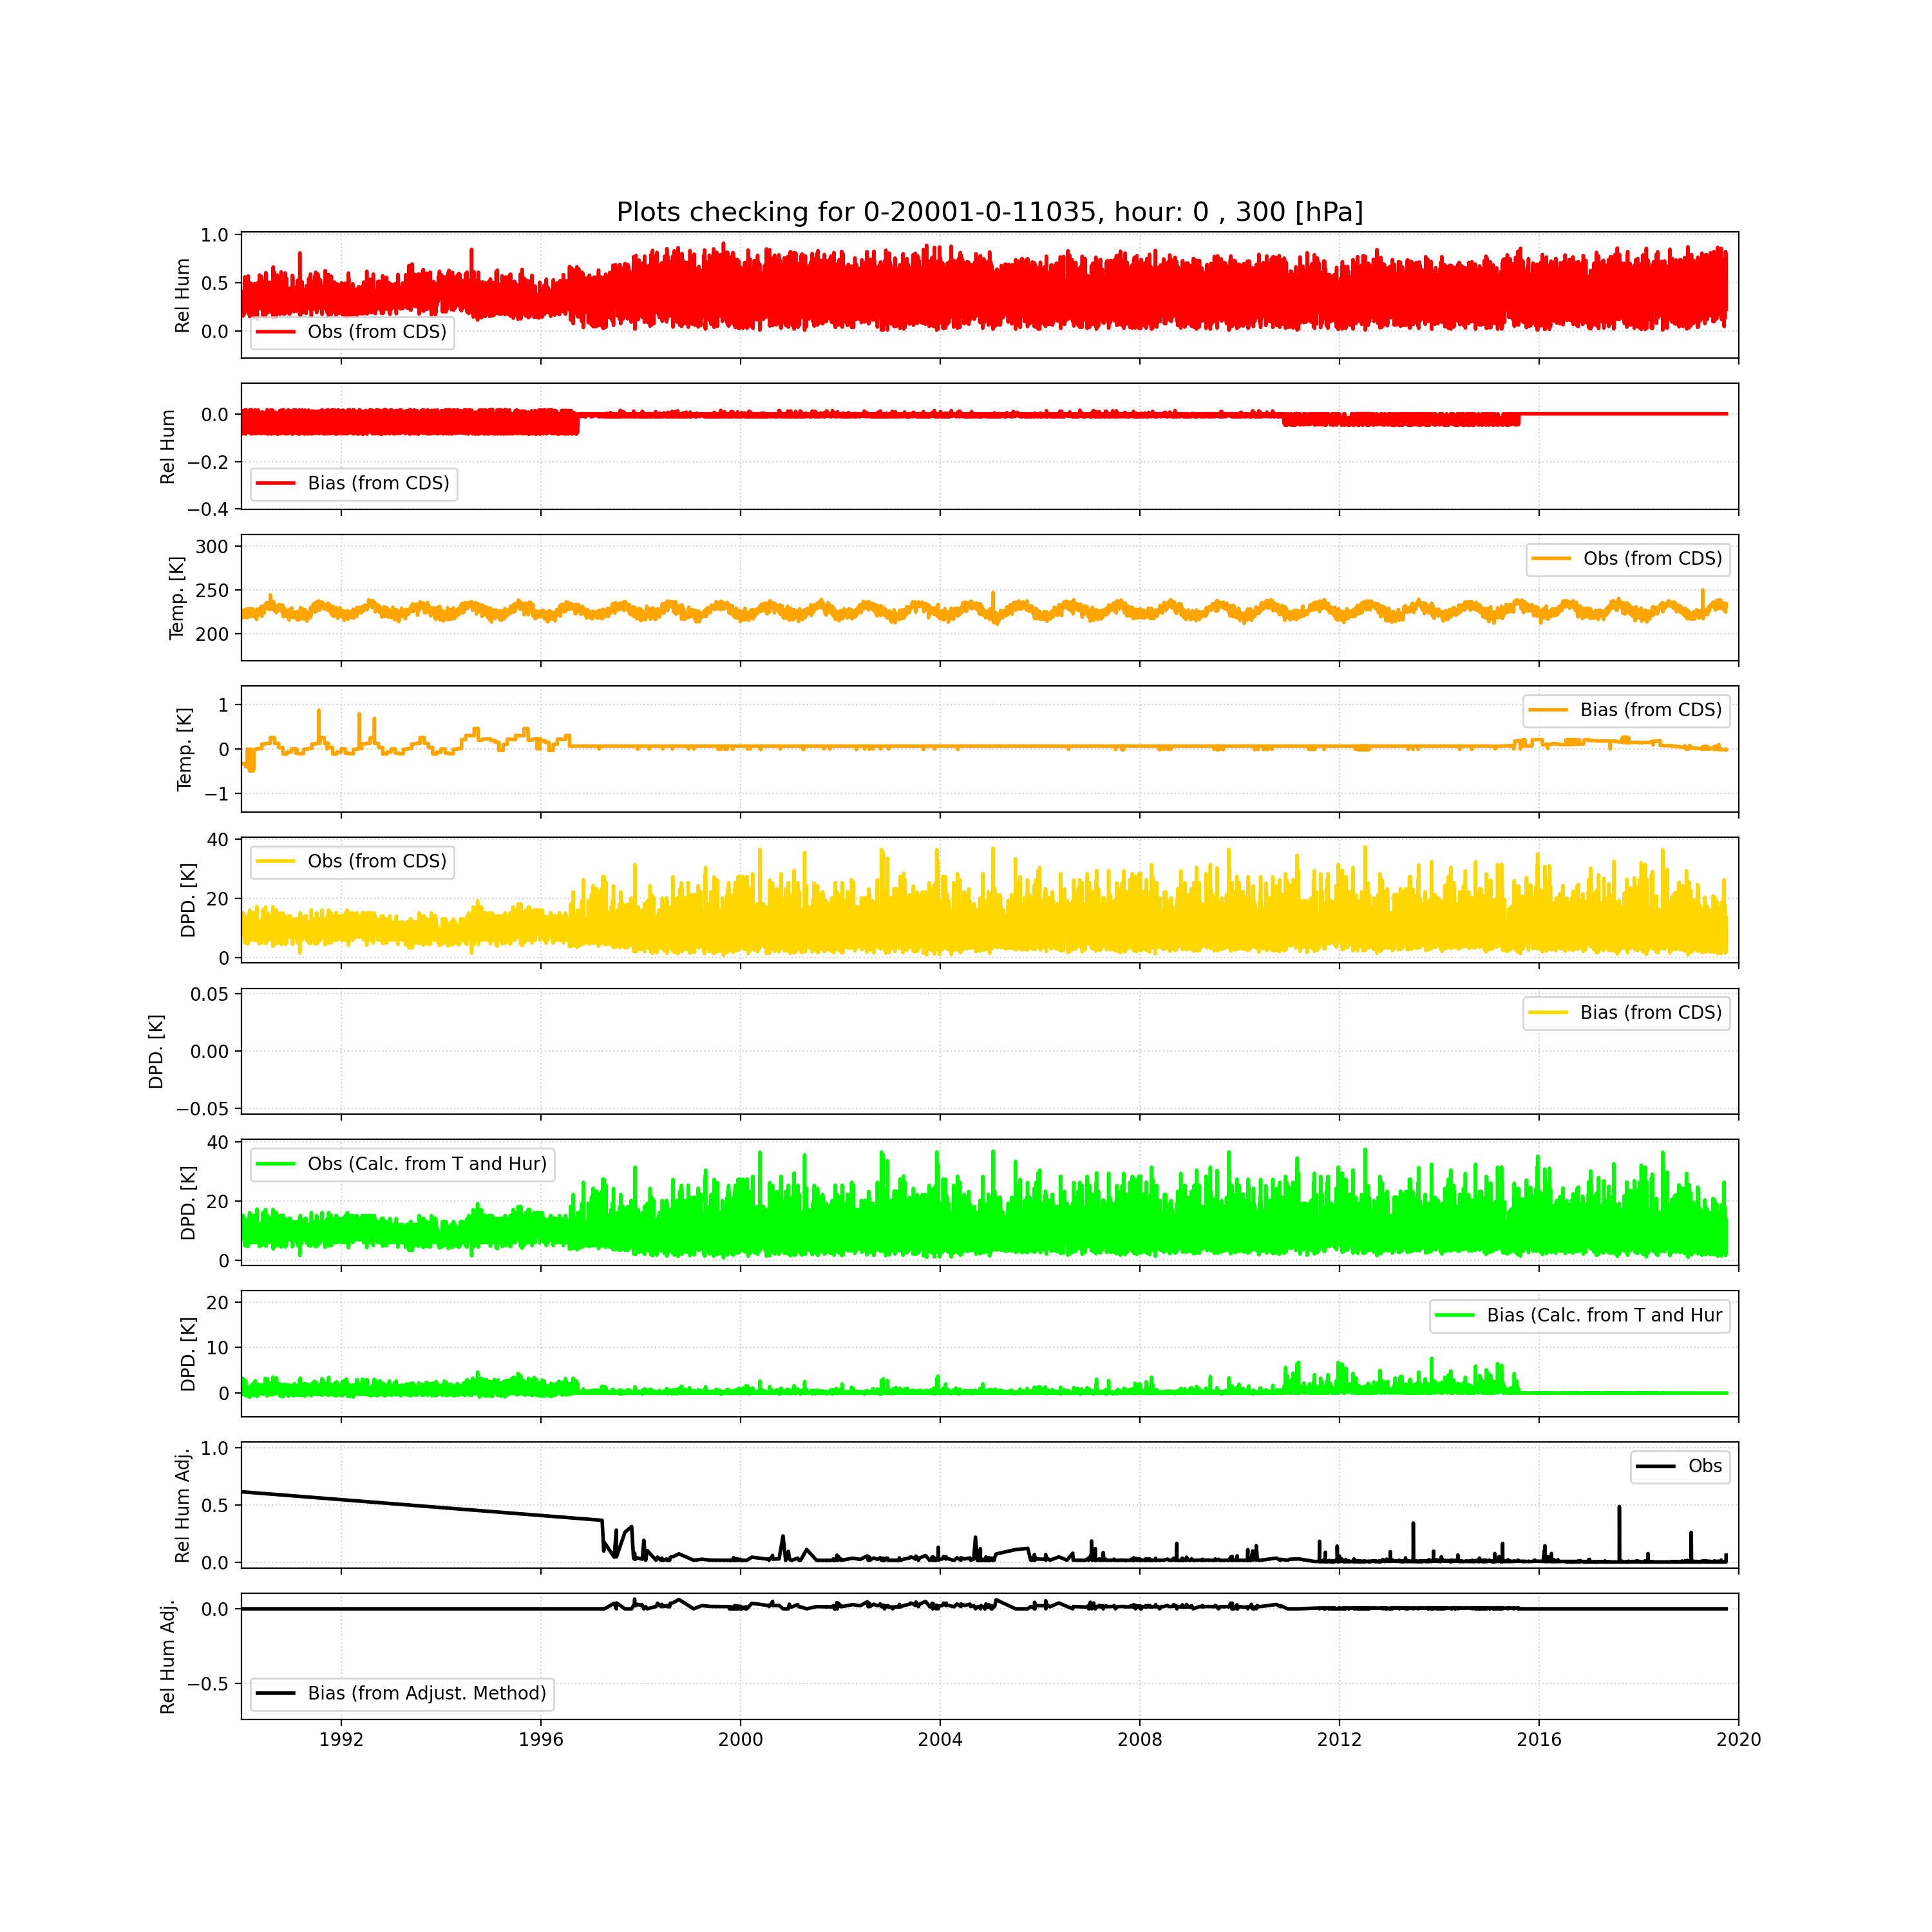 Plots checking for 0-20001-0-11035, hour: 0 , 300 [hPa]
1.0
0.5
0.0
Rel Hum
Obs (from CDS)
0.0
−0.2
−0.4
Rel Hum
Bias (from CDS)
300
250
200
Temp. [K]
Obs (from CDS)
1
0
−1
Temp. [K]
Bias (from CDS)
40
20
0
DPD. [K]
Obs (from CDS)
0.05
0.00
−0.05
DPD. [K]
Bias (from CDS)
40
20
0
DPD. [K]
Obs (Calc. from T and Hur)
20
10
0
DPD. [K]
Bias (Calc. from T and Hur
1.0
0.5
0.0
Rel Hum Adj.
Obs
0.0
−0.5
Rel Hum Adj.
Bias (from Adjust. Method)
1992 1996 2000 2004 2008 2012 2016 2020